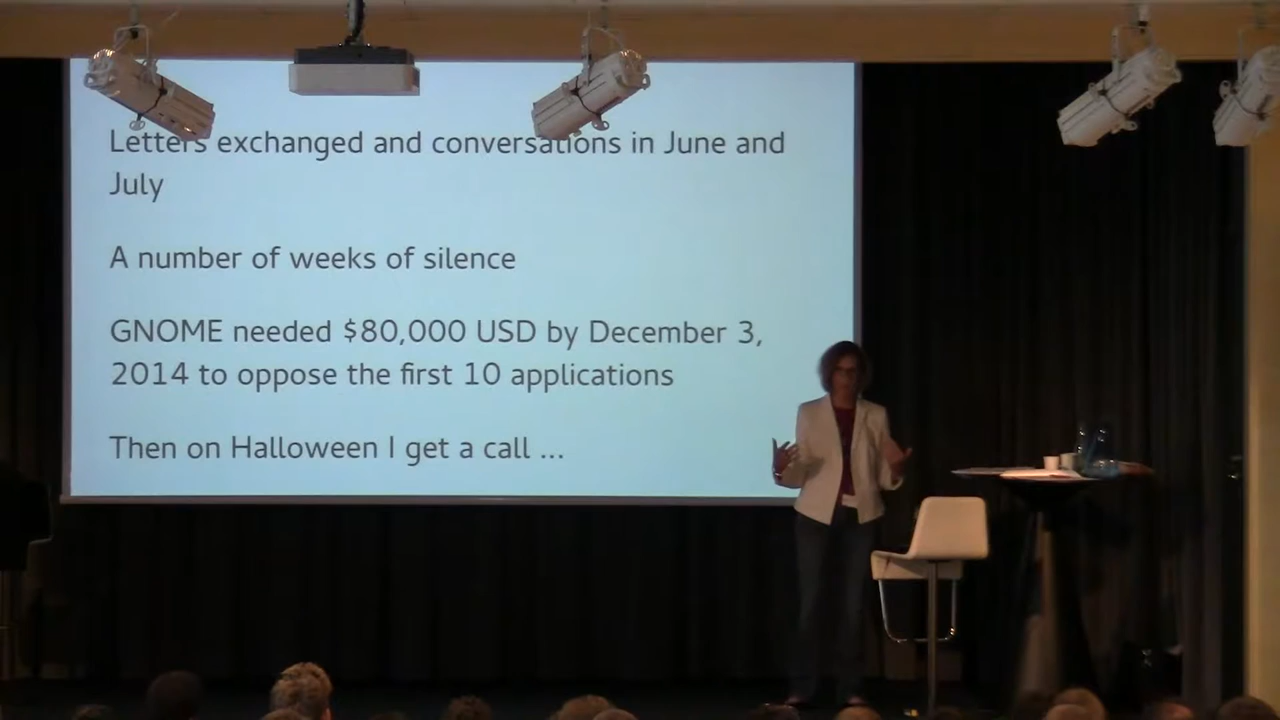 Letters exchanged and conversations in June and
July
A number of weeks of silence
GNOME needed $80,000 USD by December 3,
2014 to oppose the first 10 applications
Then on Halloween I get a call ...